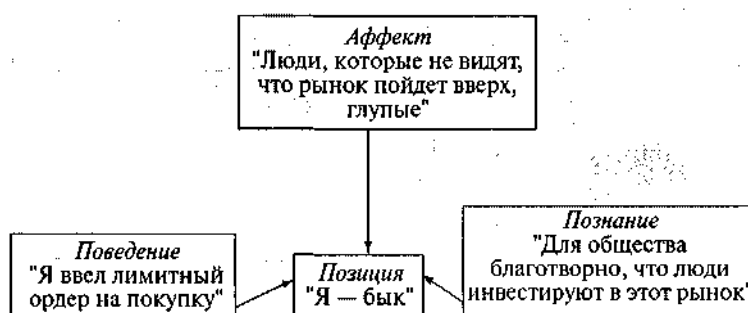 Аффект
"Люди, которые не видят,
что рынок пойдет вверх,
глупые"
Поведение
"Я ввел лимитный
ордер на покупку"
Позиция
"Я — бык"
Познание
"Для общества
благотворно, что люди
инвестируют в этот рынок"